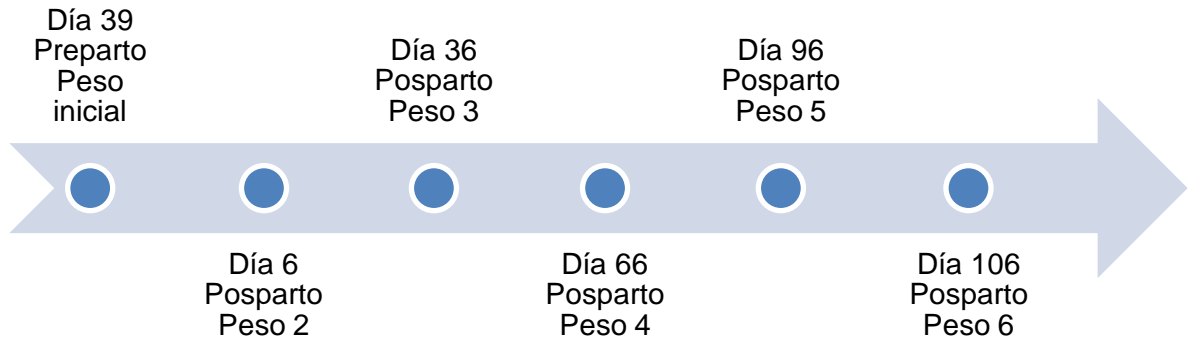 Día 39
Preparto
Peso
inicial
Día 6
Posparto
Peso 2
Día 36
Posparto
Peso 3
Día 66
Posparto
Peso 4
Día 96
Posparto
Peso 5
Día 106
Posparto
Peso 6